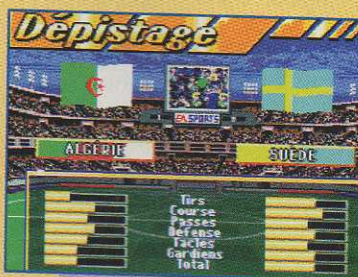 Dépistage
EA SPORTS
ALGERIE
SUEDE
Tirs
Course
Passes
Défense
Tacles
Gardiens
Total